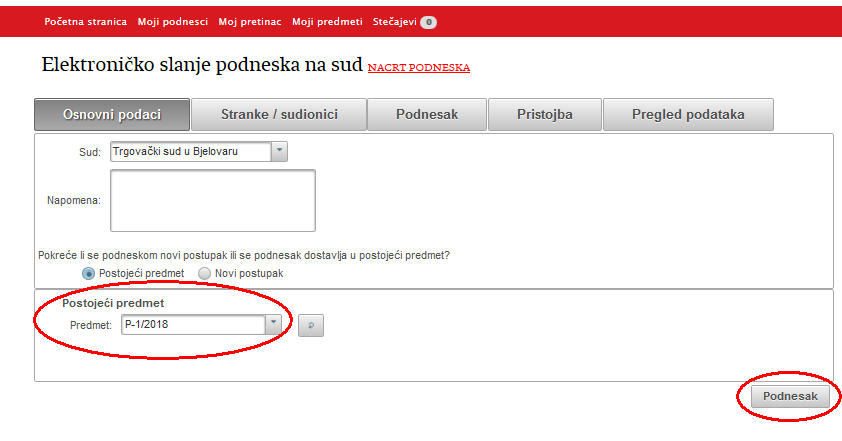 Početna stranica Moji podnesci Moj pretinac Moji predmeti Stečajevi 0
Elektroničko slanje podneska na sud NACRT PODNESKA
Osnovni podaci Stranke / sudionici Podnesak Pristojba Pregled podataka
Sud: Trgovački sud u Bjelovaru
Napomena:
Pokreće li se podneskom novi postupak ili se podnesak dostavlja u postojeći predmet?
Postojeći predmet Novi postupak
Postojeći predmet
Predmet: P-1/2018
Podnesak